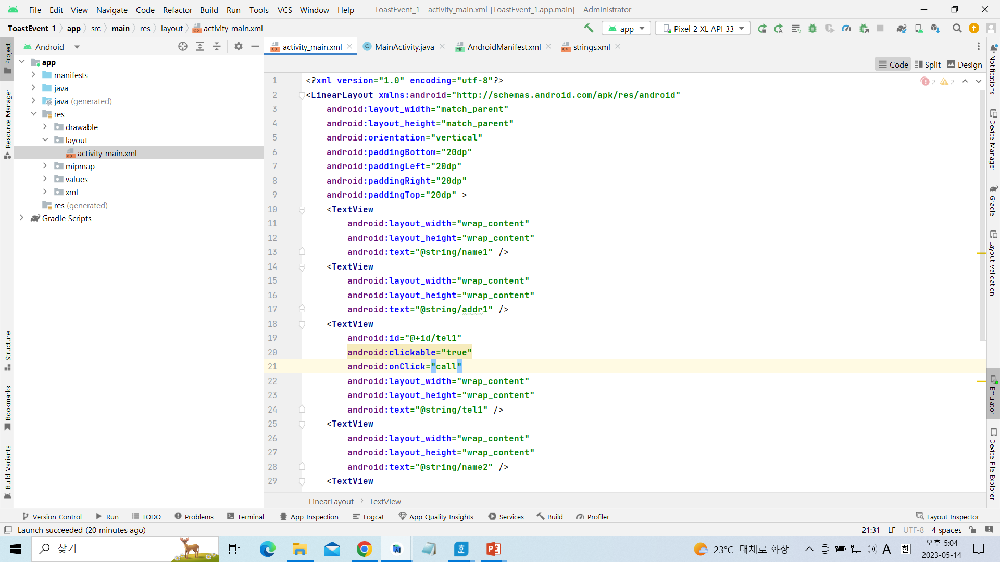 File Edit View Navigate Code Refactor Build Run Tools VCS Window Help ToastEvent_1 - activity_main.xml [ToastEvent_1.app.main] - Administrator
ToastEvent_1 app src main res layout activity_main.xml app Pixel 2 XL API 33
Android
activity_main.xml MainActivity.java AndroidManifest.xml strings.xml
Code Split Design
Project
Resource Manager
Structure
Bookmarks
Build Variants
app
manifests
java
java (generated)
res
drawable
layout
activity_main.xml
mipmap
values
xml
res (generated)
Gradle Scripts
2 2
1 <?xml version="1.0" encoding="utf-8"?>
2 <LinearLayout xmlns:android="http://schemas.android.com/apk/res/android"
3 android:layout_width="match_parent"
4 android:layout_height="match_parent"
5 android:orientation="vertical"
6 android:paddingBottom="20dp"
7 android:paddingLeft="20dp"
8 android:paddingRight="20dp"
9 android:paddingTop="20dp" >
10 <TextView
11 android:layout_width="wrap_content"
12 android:layout_height="wrap_content"
13 android:text="@string/name1" />
14 <TextView
15 android:layout_width="wrap_content"
16 android:layout_height="wrap_content"
17 android:text="@string/addr1" />
18 <TextView
19 android:id="@+id/tel1"
20 android:clickable="true"
21 android:onClick="call"
22 android:layout_width="wrap_content"
23 android:layout_height="wrap_content"
24 android:text="@string/tel1" />
25 <TextView
26 android:layout_width="wrap_content"
27 android:layout_height="wrap_content"
28 android:text="@string/name2" />
29 <TextView
LinearLayout TextView
Notifications
Device Manager
Gradle
Layout Validation
Emulator
Device File Explorer
Version Control Run TODO Problems Terminal App Inspection Logcat App Quality Insights Services Build Profiler Layout Inspector
Launch succeeded (20 minutes ago) 21:31 LF UTF-8 4 spaces
찾기 23°C 대체로 화창 A 한 오후 5:04
2023-05-14